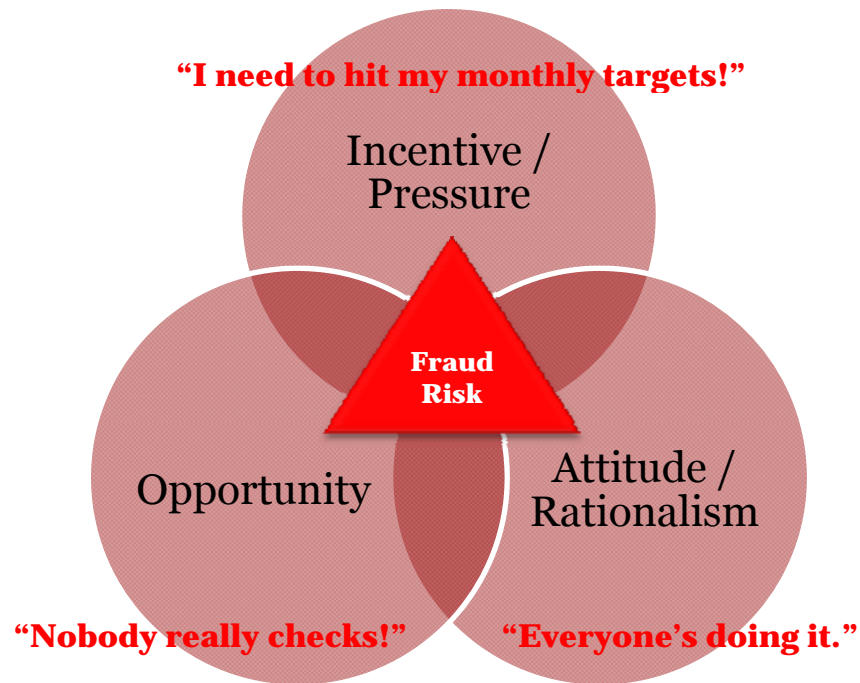 “I need to hit my monthly targets!”
Incentive /
Pressure
Fraud
Risk
Opportunity
Attitude /
Rationalism
“Nobody really checks!”
“Everyone’s doing it.”